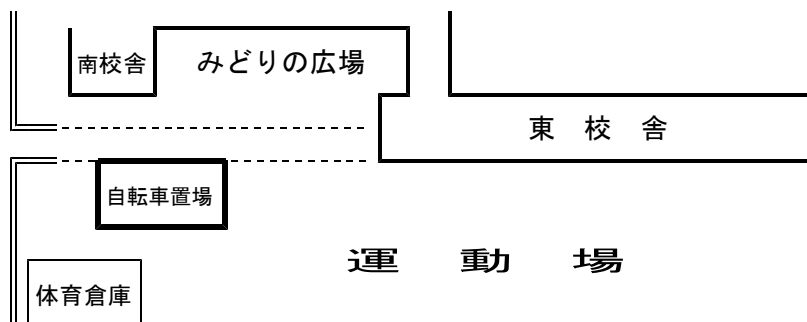 南校舎
みどりの広場
東校舎
自転車置場
運動場
体育倉庫